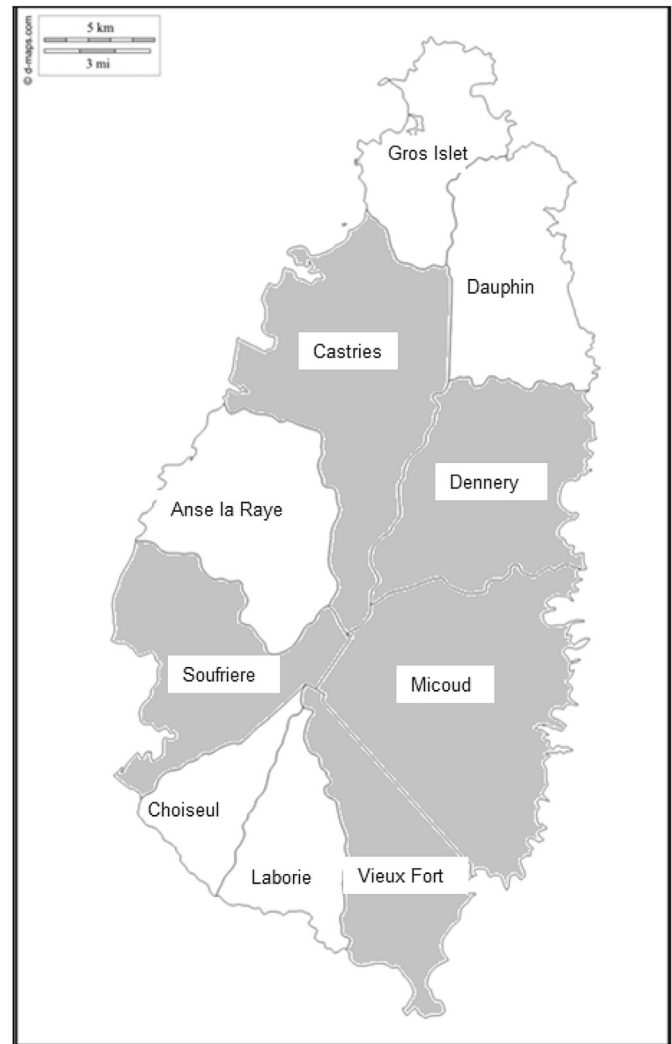 5 km
3 mi
© d-maps.com
Gros Islet
Dauphin
Castries
Dennery
Anse la Raye
Soufriere
Micoud
Choiseul
Laborie
Vieux Fort